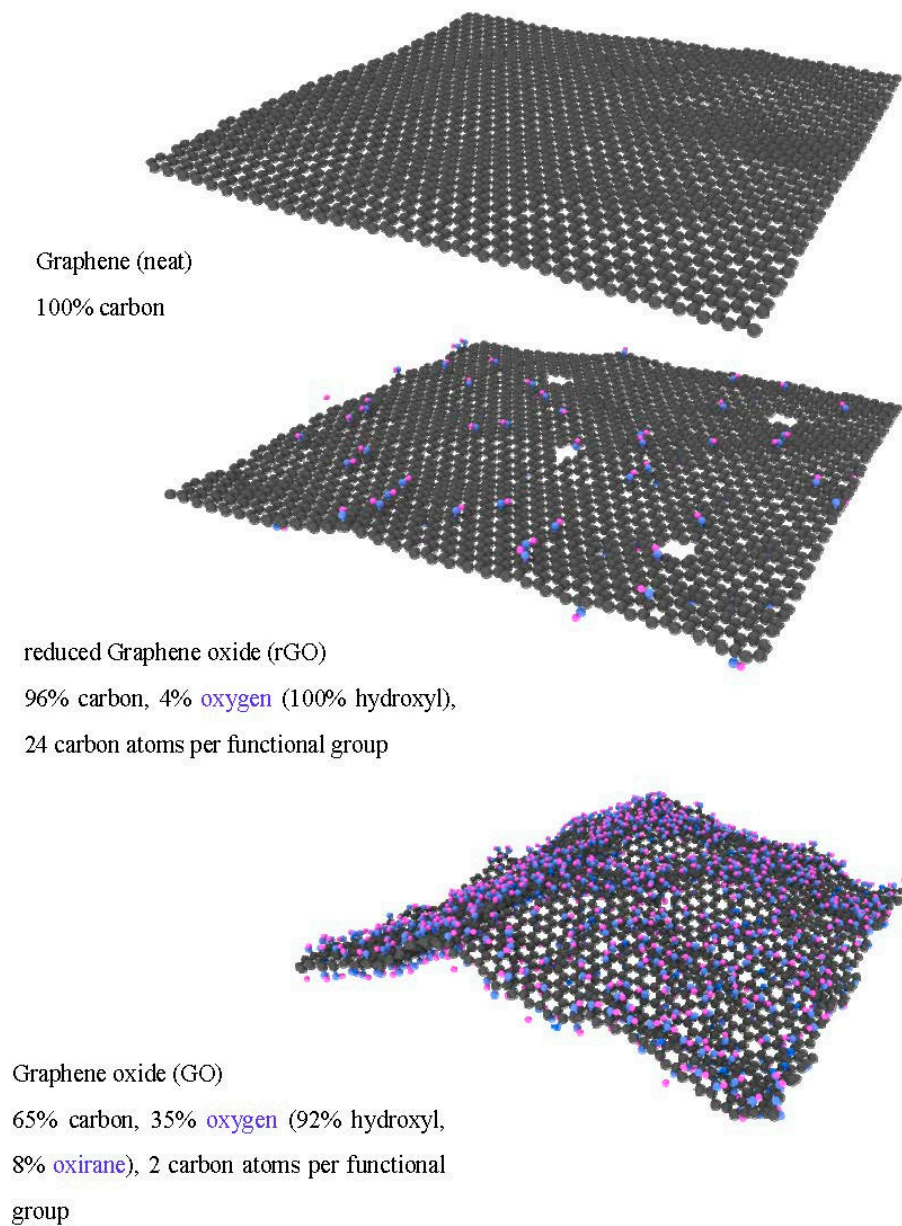 Graphene (neat)
100% carbon
reduced Graphene oxide (rGO)
96% carbon, 4% oxygen (100% hydroxyl),
24 carbon atoms per functional group
Graphene oxide (GO)
65% carbon, 35% oxygen (92% hydroxyl,
8% oxirane), 2 carbon atoms per functional
group